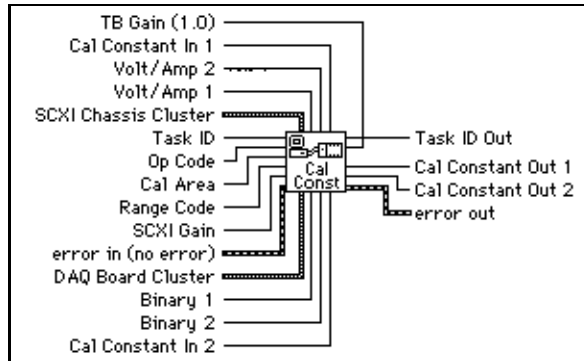 TB Gain (1.0)
Cal Constant In 1
Volt/Amp 2
Volt/Amp 1
SCXI Chassis Cluster
Task ID
Op Code
Cal Area
Range Code
SCXI Gain
error in (no error)
DAQ Board Cluster
Binary 1
Binary 2
Cal Constant In 2
Cal
Const
Task ID Out
Cal Constant Out 1
Cal Constant Out 2
error out